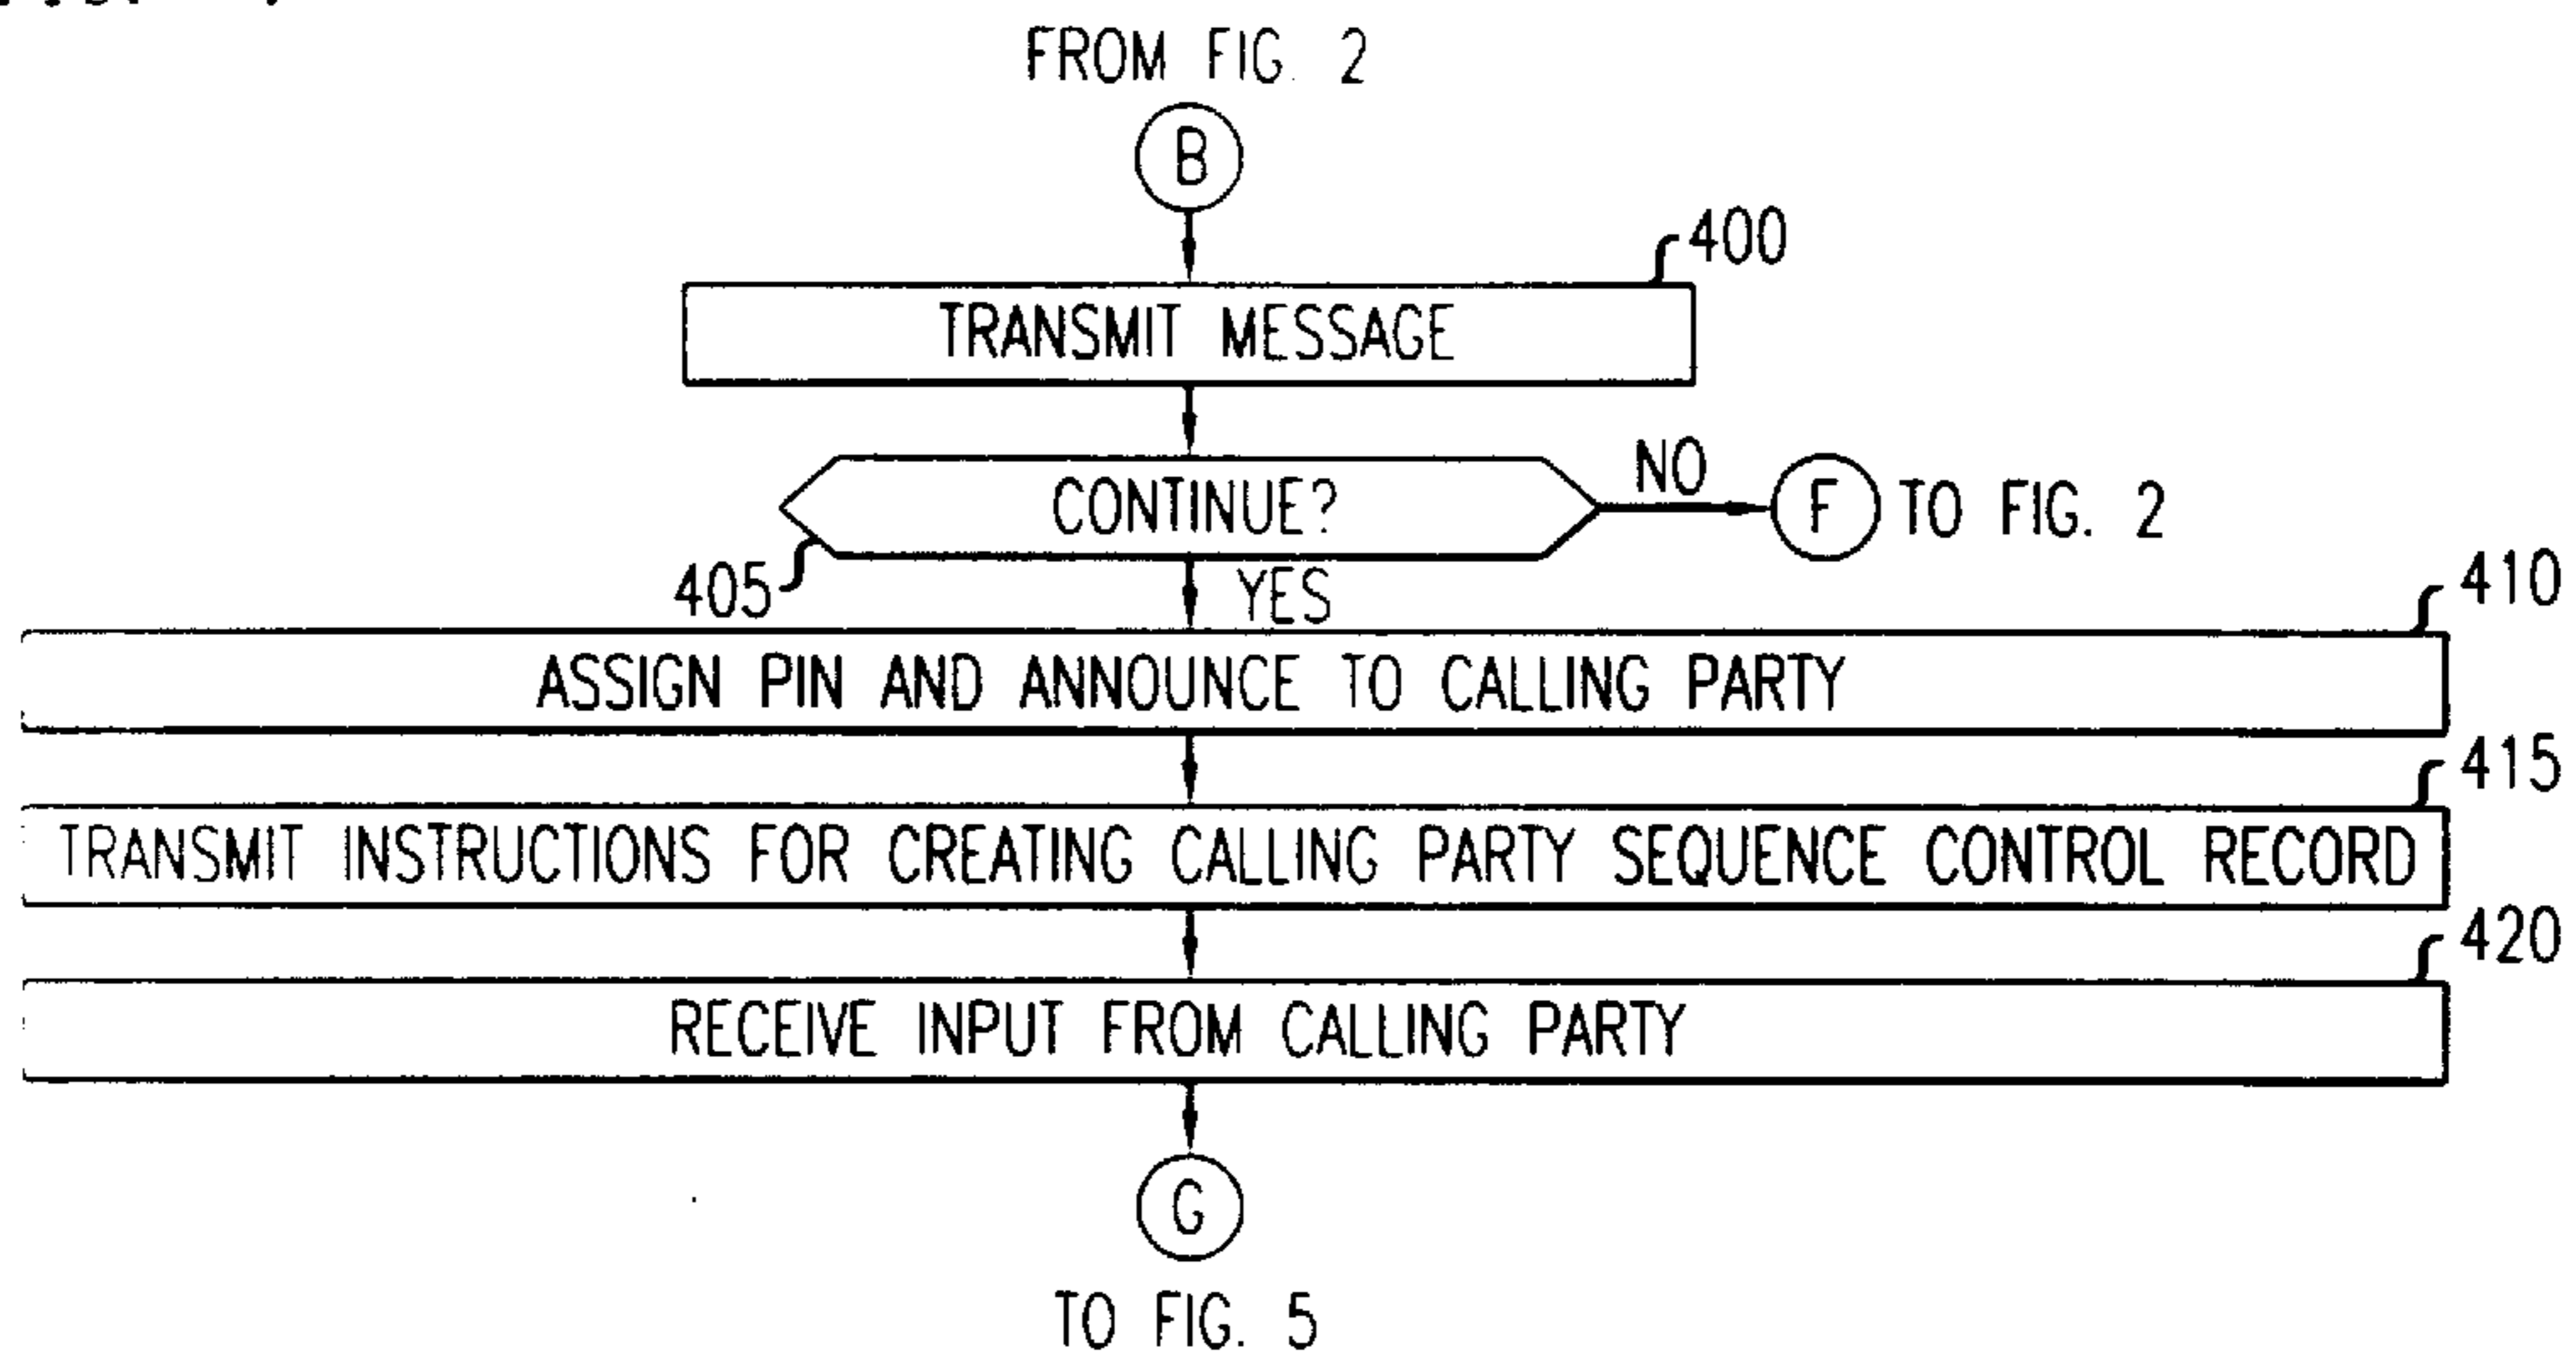 FROM FIG. 2
B
400
TRANSMIT MESSAGE
CONTINUE?
NO
F
TO FIG. 2
405
YES
410
ASSIGN PIN AND ANNOUNCE TO CALLING PARTY
415
TRANSMIT INSTRUCTIONS FOR CREATING CALLING PARTY SEQUENCE CONTROL RECORD
420
RECEIVE INPUT FROM CALLING PARTY
G
TO FIG. 5